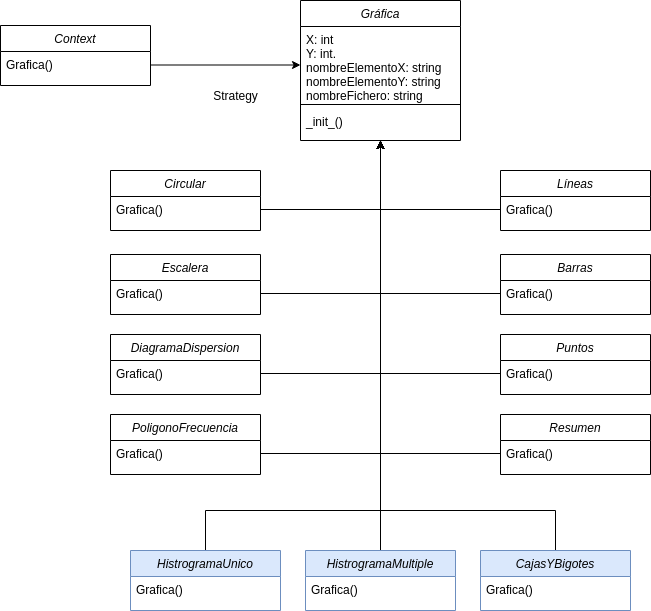 Gráfica
X: int
Y: int.
nombreElementoX: string
nombreElementoY: string
nombreFichero: string
_init_()
Context
Grafica()
Strategy
Circular
Grafica()
Líneas
Grafica()
Escalera
Grafica()
Barras
Grafica()
DiagramaDispersion
Grafica()
Puntos
Grafica()
PoligonoFrecuencia
Grafica()
Resumen
Grafica()
HistrogramaUnico
Grafica()
HistrogramaMultiple
Grafica()
CajasYBigotes
Grafica()